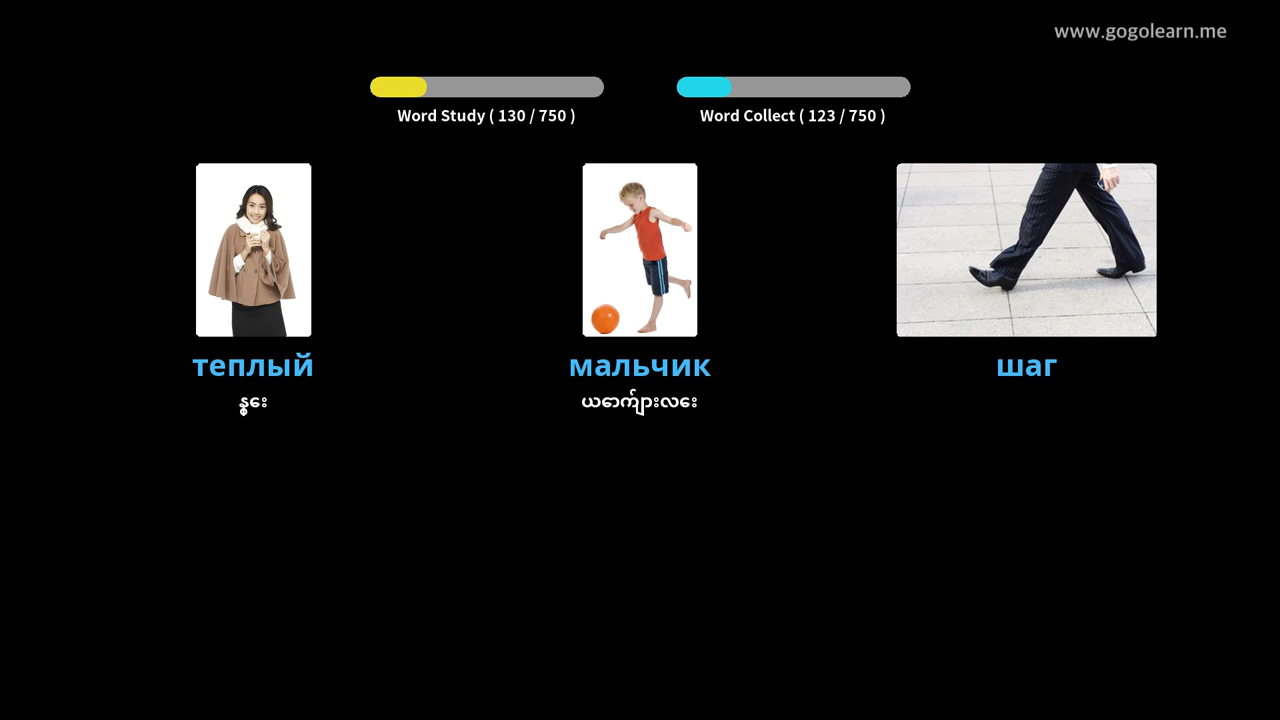 www.gogolearn.me
Word Study ( 130 / 750 )
Word Collect ( 123 / 750 )
теплый
мальчик
шаг
နွေး
ယောက်ျားလေး